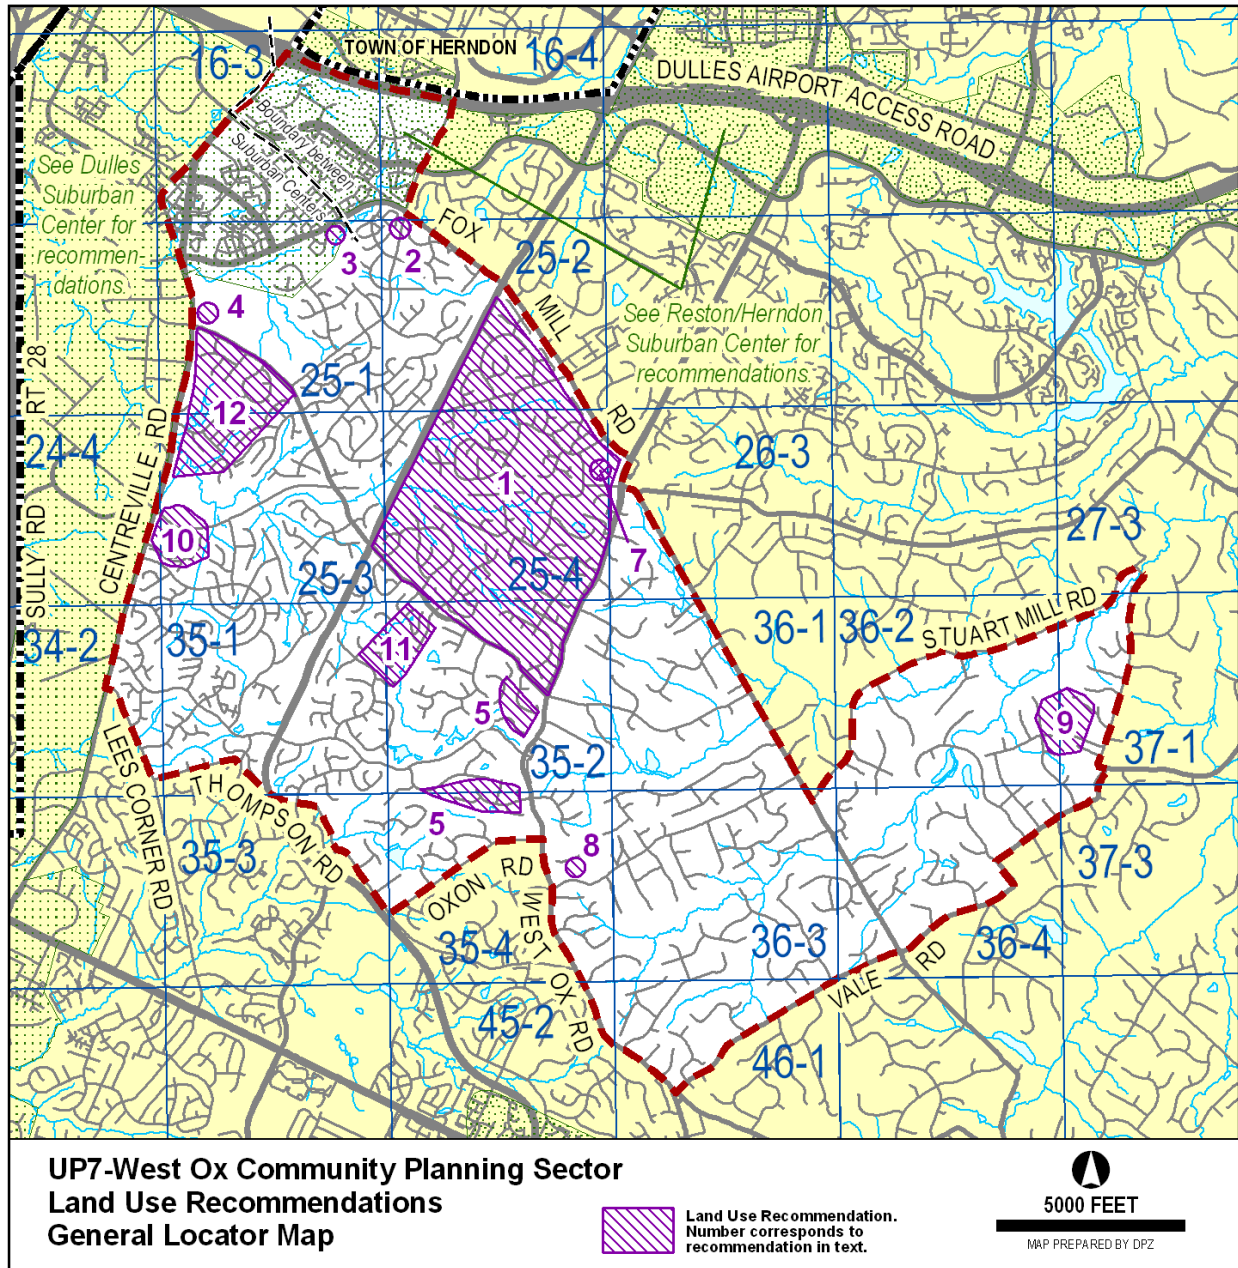 TOWN OF HERNDON
16-3
16-4
DULLES AIRPORT ACCESS ROAD
Boundary between
Suburban Centers
See Dulles
Suburban
Center for
recommen-
dations.
FOX MILL RD
3
2
25-2
4
See Reston/Herndon
Suburban Center for
recommendations.
SULLY RD RT 28
CENTREVILLE RD
25-1
12
24-4
26-3
1
10
7
27-3
25-3
25-4
36-1
36-2
STUART MILL RD
34-2
35-1
11
5
9
37-1
35-2
LEES CORNER RD
THOMPSON RD
5
8
35-3
OXON RD
WEST OX RD
37-3
35-4
36-3
36-4
VALE RD
45-2
46-1
UP7-West Ox Community Planning Sector
Land Use Recommendations
General Locator Map
Land Use Recommendation.
Number corresponds to
recommendation in text.
5000 FEET
MAP PREPARED BY DPZ